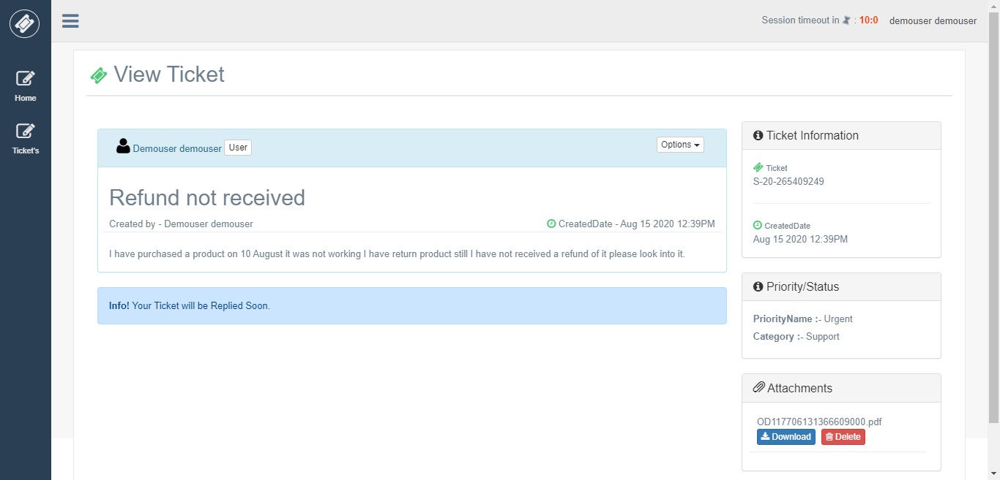 Session timeout in : 10:0 demouser demouser
Home
Ticket's
View Ticket
Demouser demouser User Options
Refund not received
Created by - Demouser demouser CreatedDate - Aug 15 2020 12:39PM
I have purchased a product on 10 August it was not working I have return product still I have not received a refund of it please look into it.
Info! Your Ticket will be Replied Soon.
Ticket Information
Ticket
S-20-265409249
CreatedDate
Aug 15 2020 12:39PM
Priority/Status
PriorityName :- Urgent
Category :- Support
Attachments
OD117706131366609000.pdf
Download Delete